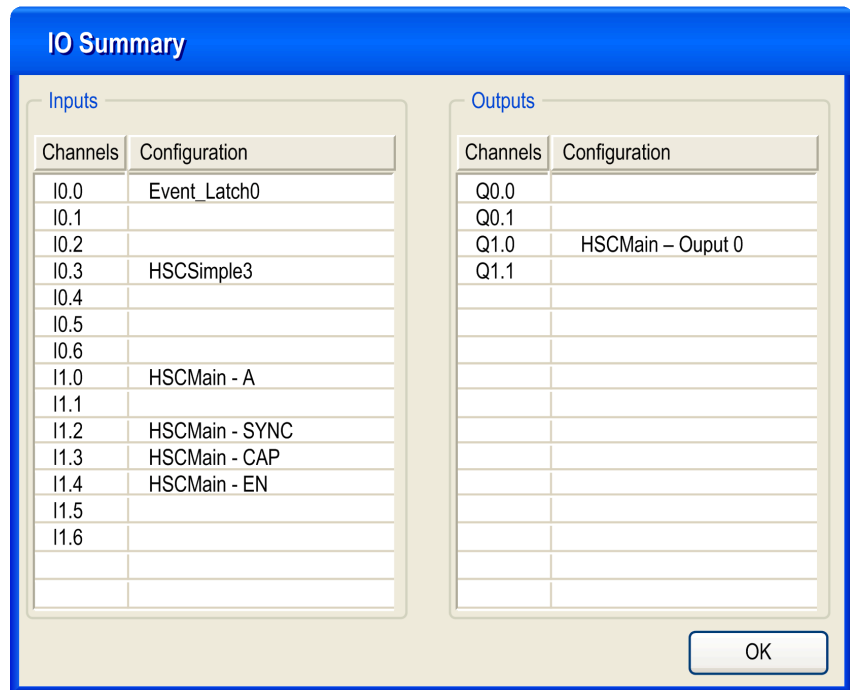 IO Summary
Inputs
Channels Configuration
I0.0 Event_Latch0
I0.1
I0.2
I0.3 HSCSimple3
I0.4
I0.5
I0.6
I1.0 HSCMain - A
I1.1
I1.2 HSCMain - SYNC
I1.3 HSCMain - CAP
I1.4 HSCMain - EN
I1.5
I1.6
Outputs
Channels Configuration
Q0.0
Q0.1
Q1.0 HSCMain – Ouput 0
Q1.1
OK